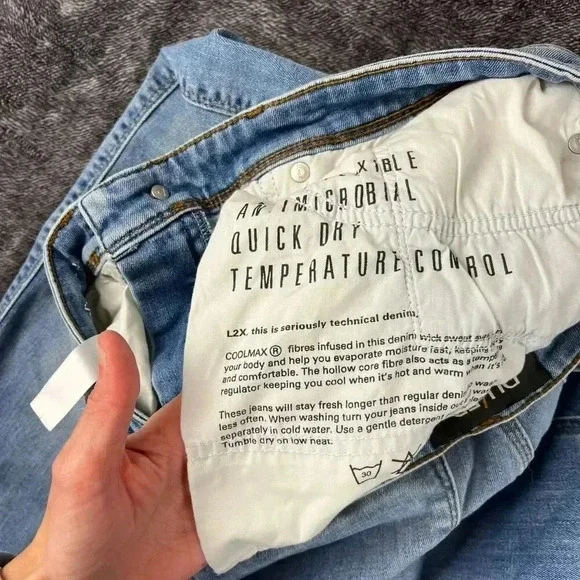 ANTIMICROBIAL
QUICK DRY
TEMPERATURE CONTROL
L2X. this is seriously technical denim.
COOLMAX ® fibres infused in this denim wick sweat
your body and help you evaporate moisture fast, keeping
and comfortable. The hollow core fibre also acts as a
regulator keeping you cool when it's hot and warm when it's
These jeans will stay fresh longer than regular denim
less often. When washing turn your jeans inside out
seperately in cold water. Use a gentle detergent
Tumble dry on low heat.
30